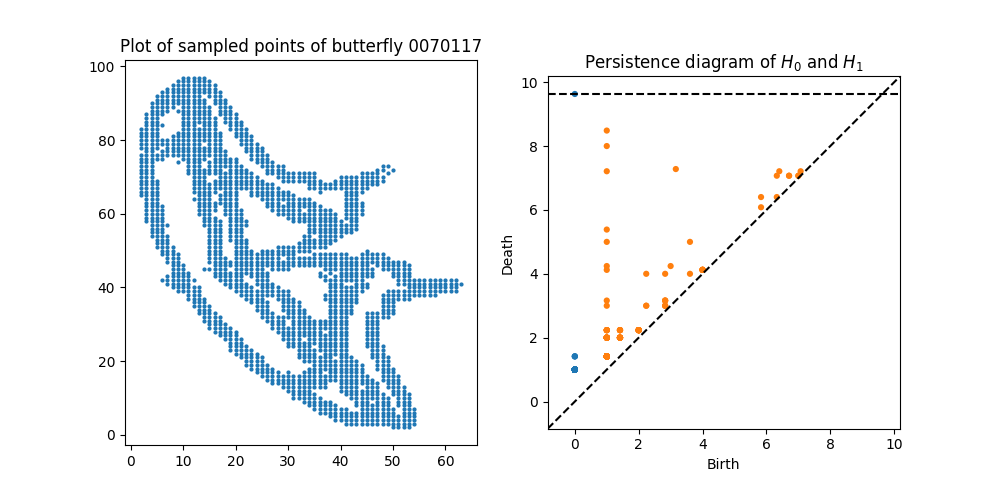 Plot of sampled points of butterfly 0070117
100
80
60
40
20
0
0 10 20 30 40 50 60
Persistence diagram of H₀ and H₁
10
8
6
4
2
0
Death
0 2 4 6 8 10
Birth